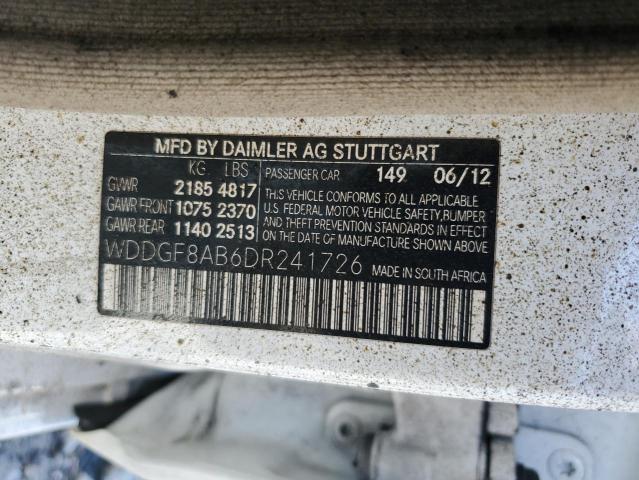 MFD BY DAIMLER AG STUTTGART
KG LBS
GVWR 2185 4817
GAWR FRONT 1075 2370
GAWR REAR 1140 2513
PASSENGER CAR 149 06/12
THIS VEHICLE CONFORMS TO ALL APPLICABLE
U.S. FEDERAL MOTOR VEHICLE SAFETY, BUMPER
AND THEFT PREVENTION STANDARDS IN EFFECT
ON THE DATE OF MANUFACTURE SHOWN ABOVE.
WDDGF8AB6DR241726 MADE IN SOUTH AFRICA